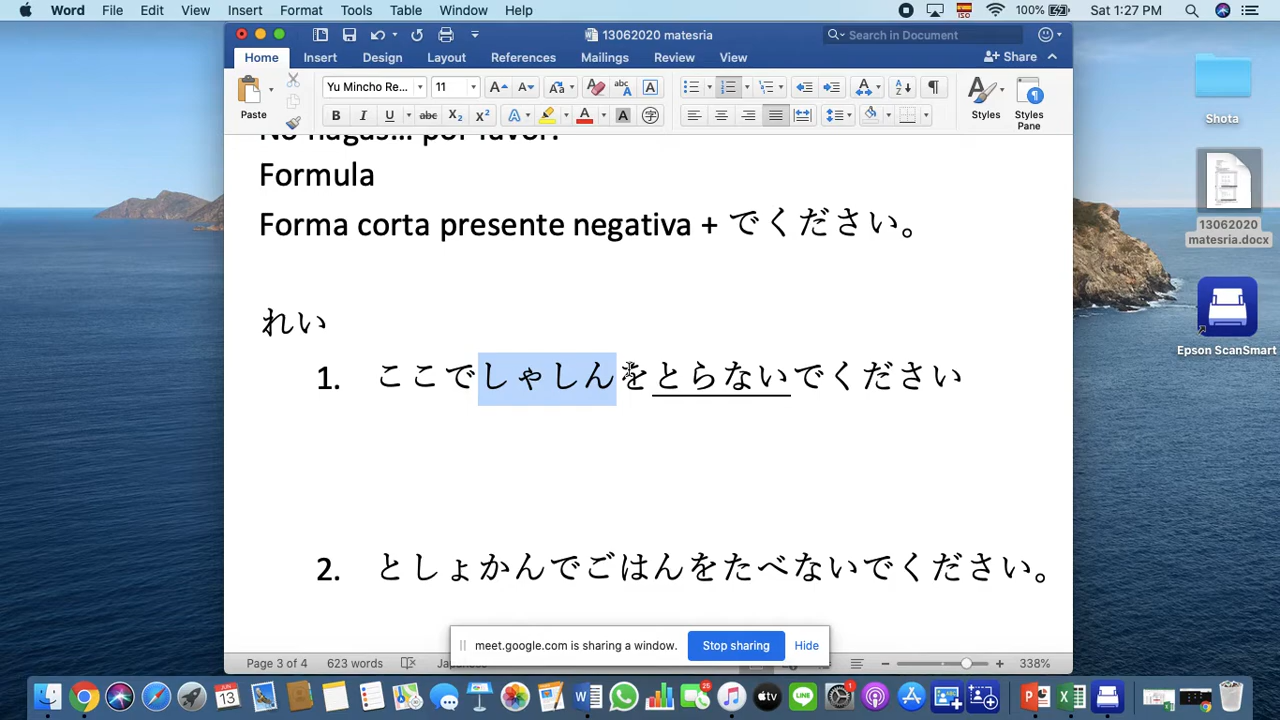 Word File Edit View Insert Format Tools Table Window Help 100% Sat 1:27 PM
ISO
13062020 matesria
Search in Document
Home Insert Design Layout References Mailings Review View Share
Yu Mincho Re... 11
Paste
Styles
Styles Pane
No hagas... por favor.
Formula
Forma corta presente negativa + でください。
れい
1. ここでしゃしんをとらないでください
2. としょかんでごはんをたべないでください。
meet.google.com is sharing a window. Stop sharing Hide
Page 3 of 4 623 words 338%
Shota
13062020
matesria.docx
Epson ScanSmart